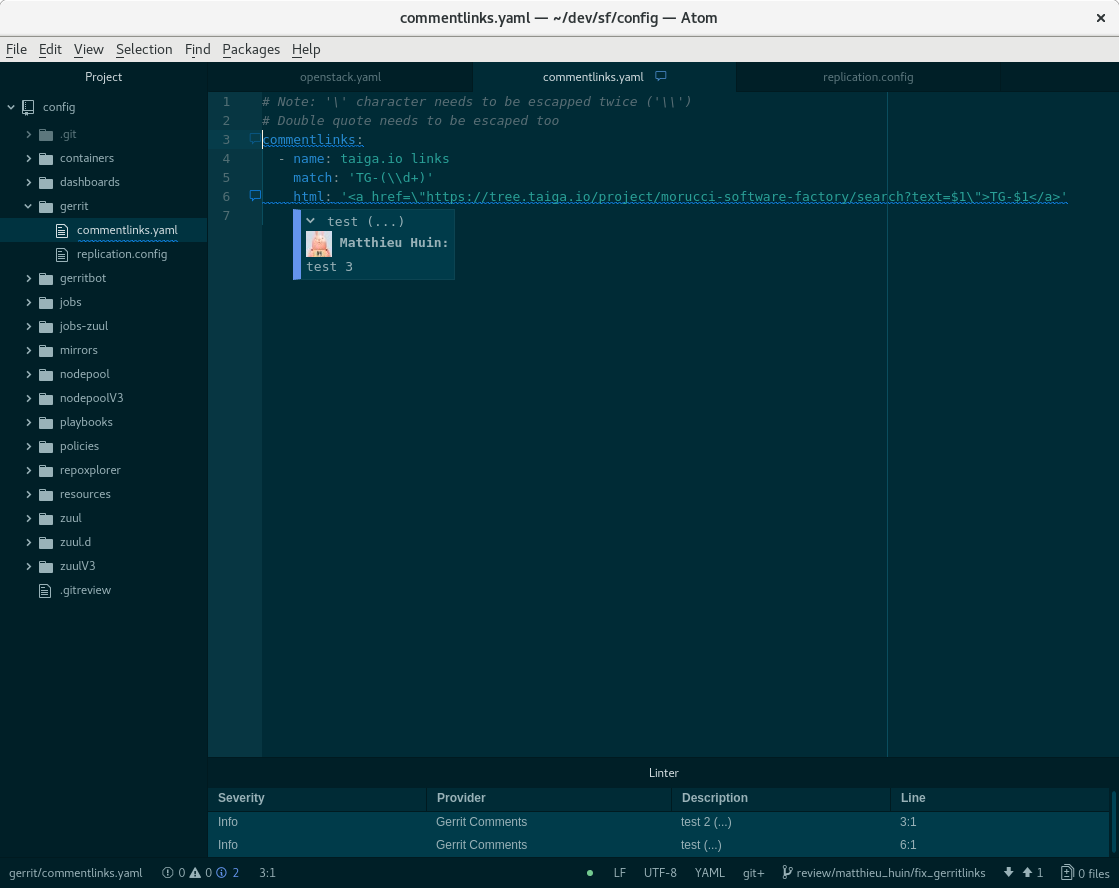 commentlinks.yaml — ~/dev/sf/config — Atom
File Edit View Selection Find Packages Help
Project
openstack.yaml commentlinks.yaml replication.config
config
.git
containers
dashboards
gerrit
commentlinks.yaml
replication.config
gerritbot
jobs
jobs-zuul
mirrors
nodepool
nodepoolV3
playbooks
policies
repoxplorer
resources
zuul
zuul.d
zuulV3
.gitreview
1 # Note: '\' character needs to be escapped twice ('\\')
2 # Double quote needs to be escaped too
3 commentlinks:
4 - name: taiga.io links
5 match: 'TG-(\\d+)'
6 html: '<a href=\"https://tree.taiga.io/project/morucci-software-factory/search?text=$1\">TG-$1</a>'
7
test (...)
Matthieu Huin:
test 3
Linter
Severity Provider Description Line
Info Gerrit Comments test 2 (...) 3:1
Info Gerrit Comments test (...) 6:1
gerrit/commentlinks.yaml 0 0 2 3:1 LF UTF-8 YAML git+ review/matthieu_huin/fix_gerritlinks 1 0 files